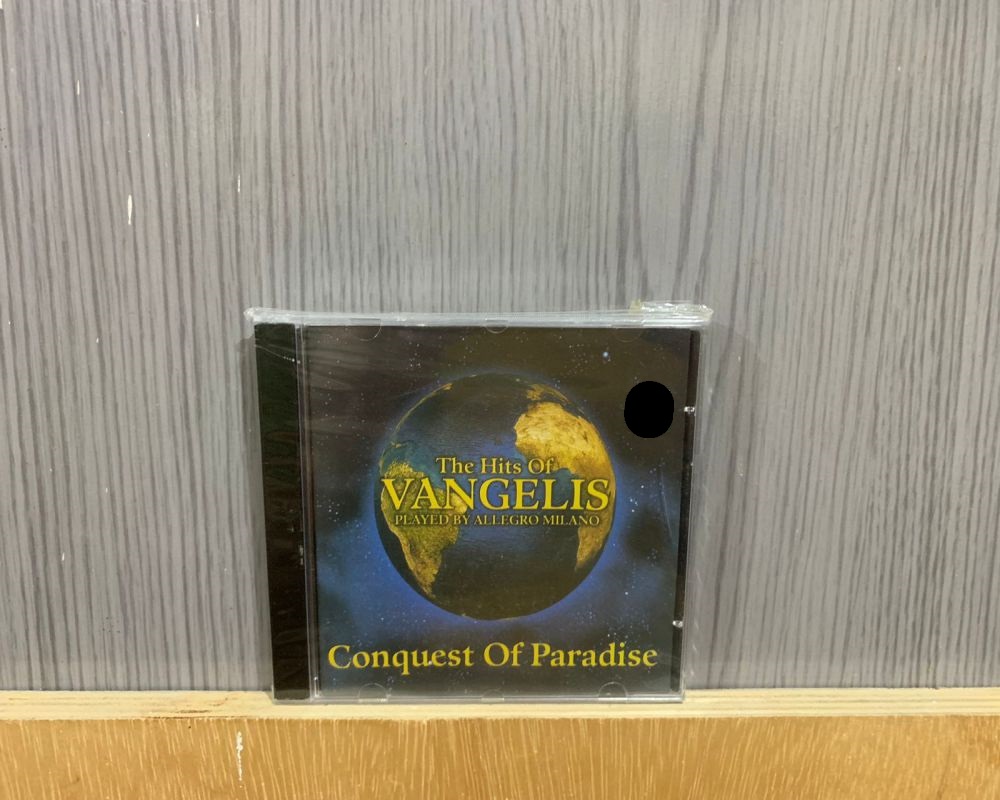 The Hits Of
VANGELIS
PLAYED BY ALLEGRO MILANO
Conquest Of Paradise